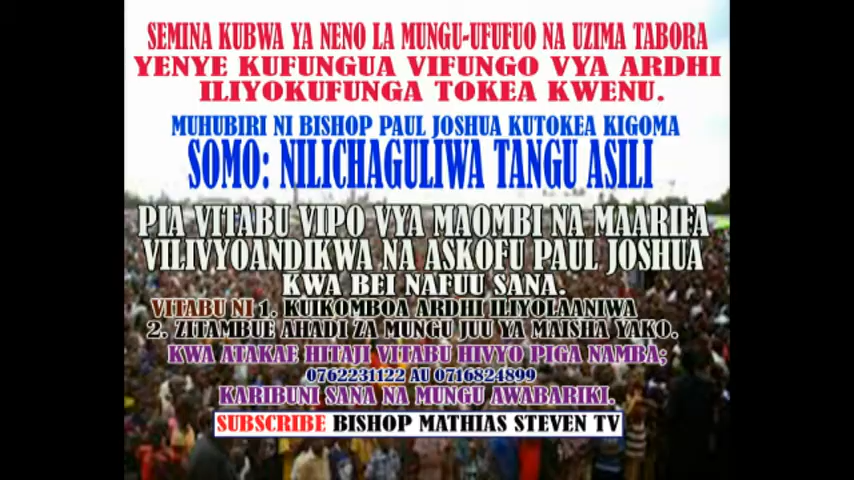 SEMINA KUBWA YA NENO LA MUNGU-UFUFUO NA UZIMA TABORA
YENYE KUFUNGUA VIFUNGO VYA ARDHI
ILIYOKUFUNGA TOKEA KWENU.
MUHUBIRI NI BISHOP PAUL JOSHUA KUTOKEA KIGOMA
SOMO: NILICHAGULIWA TANGU ASILI
PIA VITABU VIPO VYA MAOMBI NA MAARIFA
VILIVYOANDIKWA NA ASKOFU PAUL JOSHUA
KWA BEI NAFUU SANA.
VITABU NI 1. KUIKOMBOA ARDHI ILIYOLAANIWA
2. ZITAMBUE AHADI ZA MUNGU JUU YA MAISHA YAKO.
KWA ATAKAE HITAJI VITABU HIVYO PIGA NAMBA;
0762231122 AU 0716824899
KARIBUNI SANA NA MUNGU AWABARIKI.
SUBSCRIBE BISHOP MATHIAS STEVEN TV